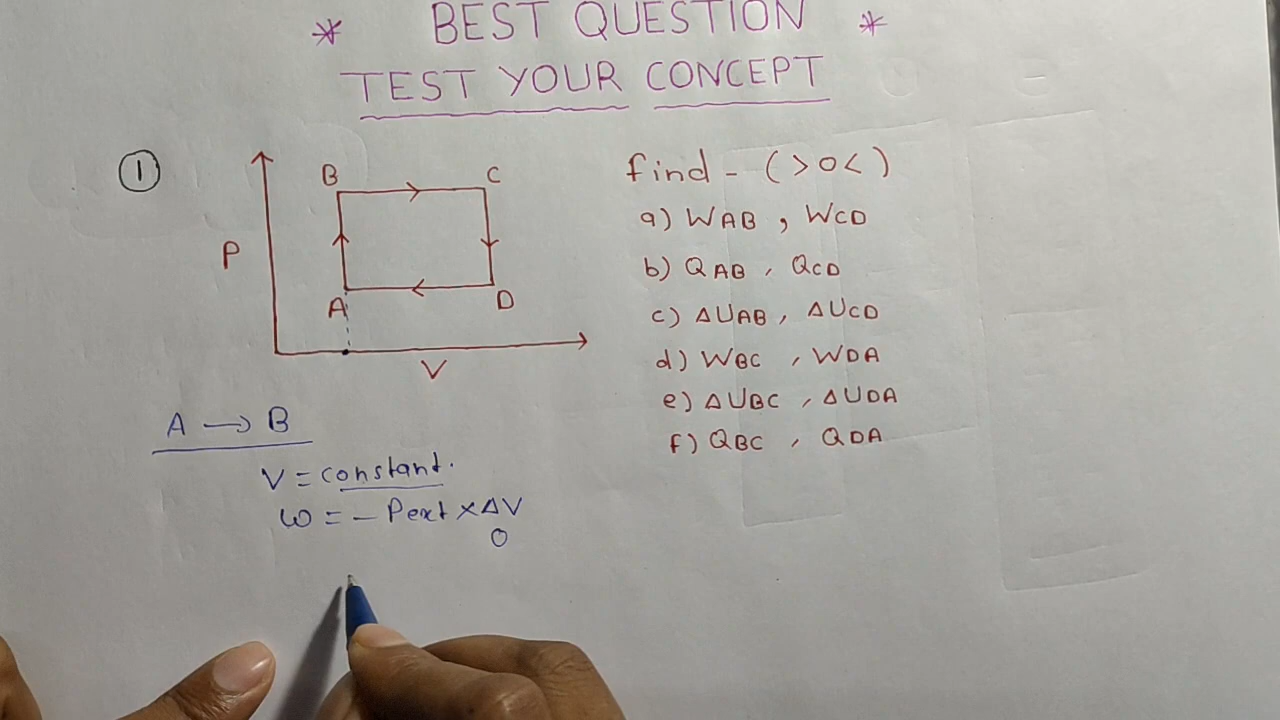 * BEST QUESTION *
TEST YOUR CONCEPT
1
B C
P
A D
V
find - (>0<)
a) WAB , WCD
b) QAB , QCD
c) ΔUAB , ΔUCD
d) WBC , WDA
e) ΔUBC , ΔUDA
f) QBC , QDA
A → B
V = constant.
W = - Pext × ΔV
0